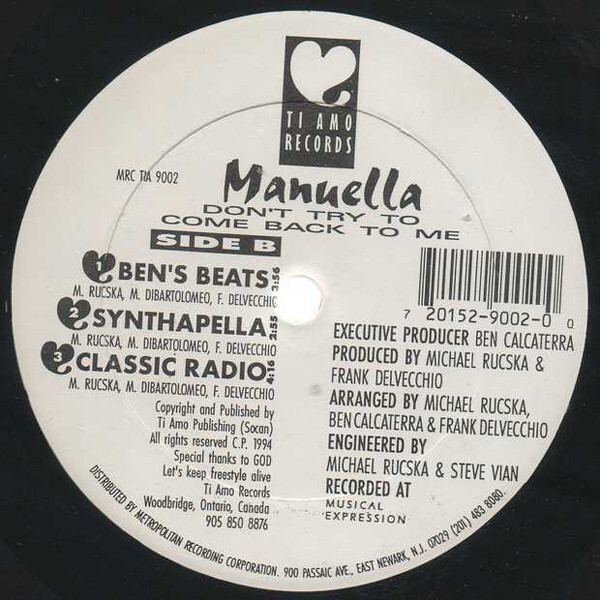 TI AMO
RECORDS
MRC TIA 9002
Manuella
DON'T TRY TO
COME BACK TO ME
SIDE B
1 BEN'S BEATS 3:56
M. RUCSKA, M. DIBARTOLOMEO, F. DELVECCHIO
2 SYNTHAPELLA 2:55
M. RUCSKA, M. DIBARTOLOMEO, F. DELVECCHIO
3 CLASSIC RADIO 4:16
M. RUCSKA, M. DIBARTOLOMEO, F. DELVECCHIO
Copyright and Published by
Ti Amo Publishing (Socan)
All rights reserved C.P. 1994
Special thanks to GOD
Let's keep freestyle alive
Ti Amo Records
Woodbridge, Ontario, Canada
905 850 8876
7 20152-9002-0 0
EXECUTIVE PRODUCER BEN CALCATERRA
PRODUCED BY MICHAEL RUCSKA &
FRANK DELVECCHIO
ARRANGED BY MICHAEL RUCSKA,
BEN CALCATERRA & FRANK DELVECCHIO
ENGINEERED BY
MICHAEL RUCSKA & STEVE VIAN
RECORDED AT
MUSICAL
EXPRESSION
DISTRIBUTED BY METROPOLITAN RECORDING CORPORATION. 900 PASSAIC AVE., EAST NEWARK, N.J. 07029 (201) 483 8080.